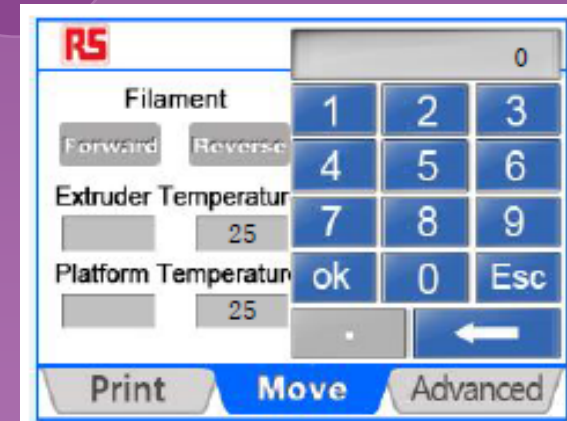 RS
0
Filament
Forward Reverse
Extruder Temperatur
25
Platform Temperatur
25
1 2 3
4 5 6
7 8 9
ok 0 Esc
.
Print Move Advanced